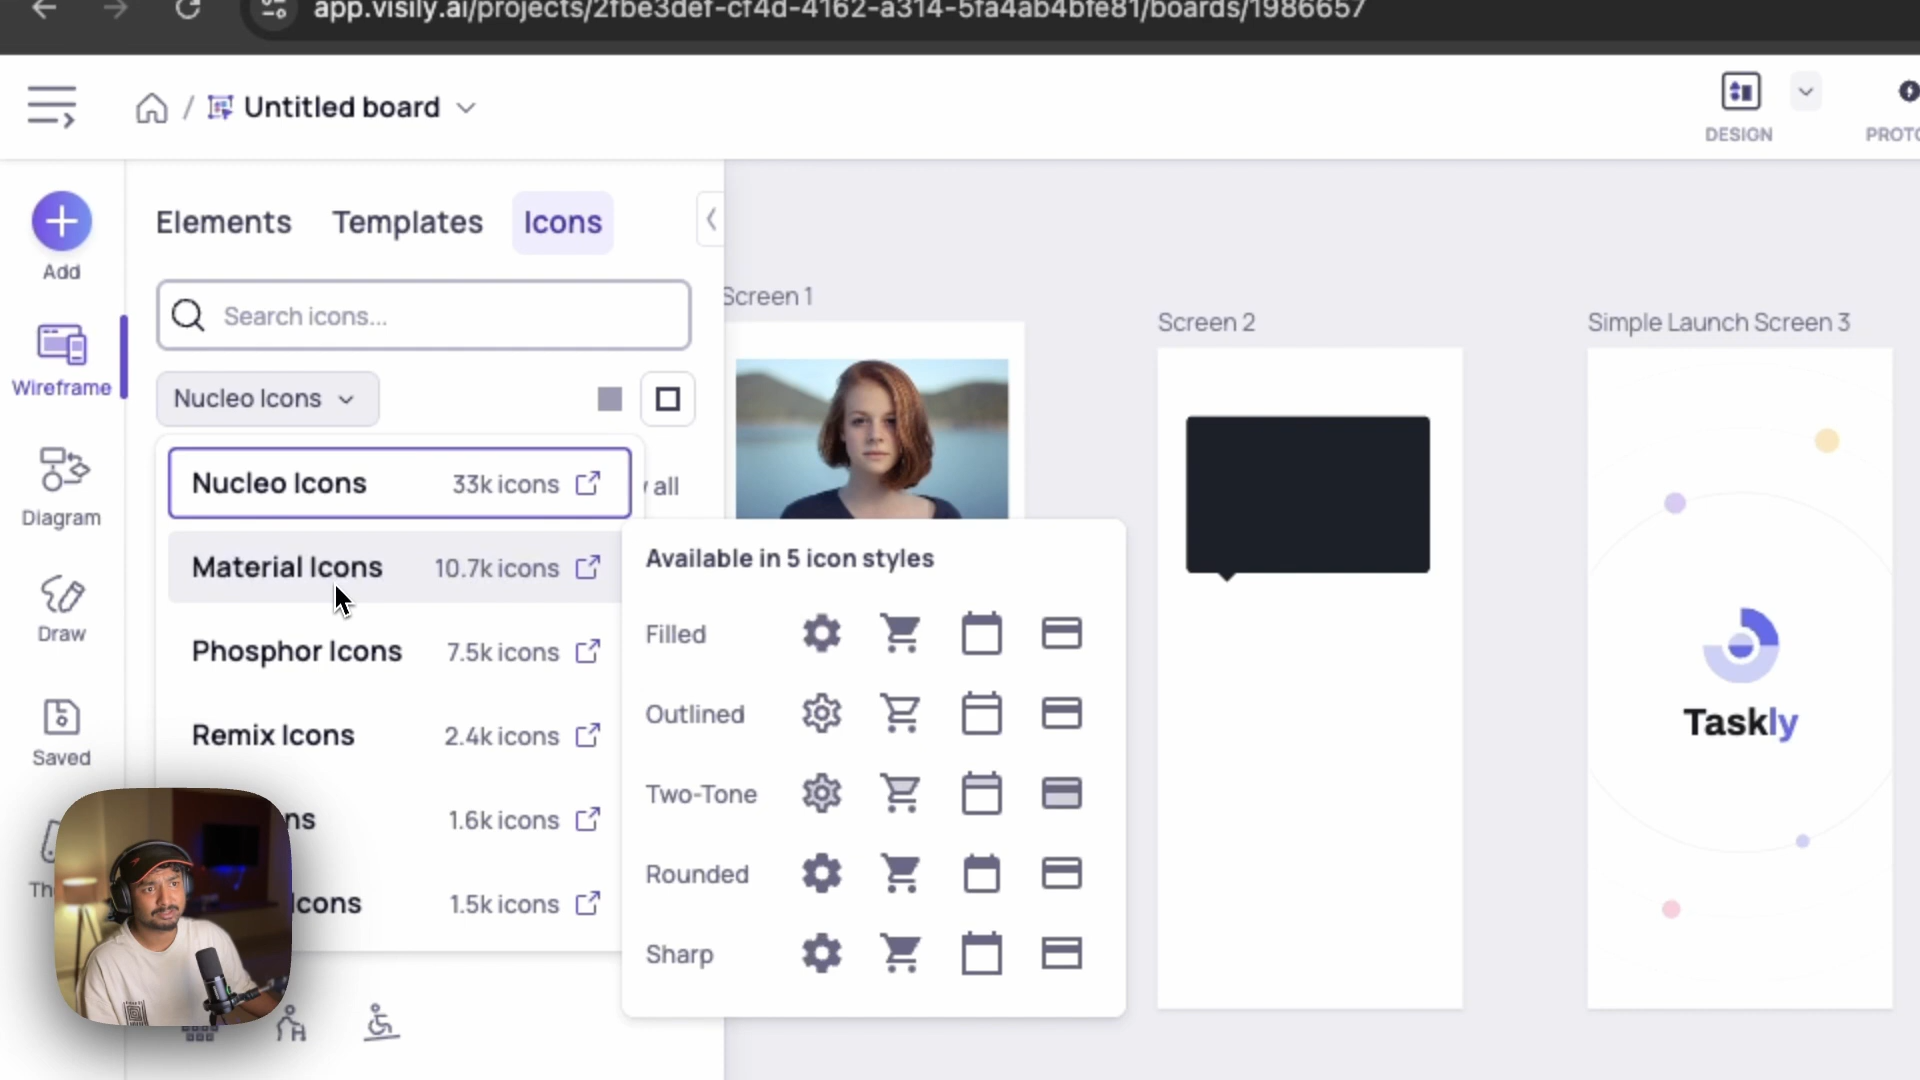 app.visily.ai/projects/2fbe3def-cf4d-4162-a314-5fa4ab4bfe81/boards/1986657
/ Untitled board
DESIGN
Add
Wireframe
Diagram
Draw
Saved
Elements Templates Icons
Search icons...
Nucleo Icons
Nucleo Icons 33k icons
all
Material Icons 10.7k icons
Phosphor Icons 7.5k icons
Remix Icons 2.4k icons
1.6k icons
Icons 1.5k icons
Available in 5 icon styles
Filled
Outlined
Two-Tone
Rounded
Sharp
Screen 1
Screen 2
Simple Launch Screen 3
Taskly